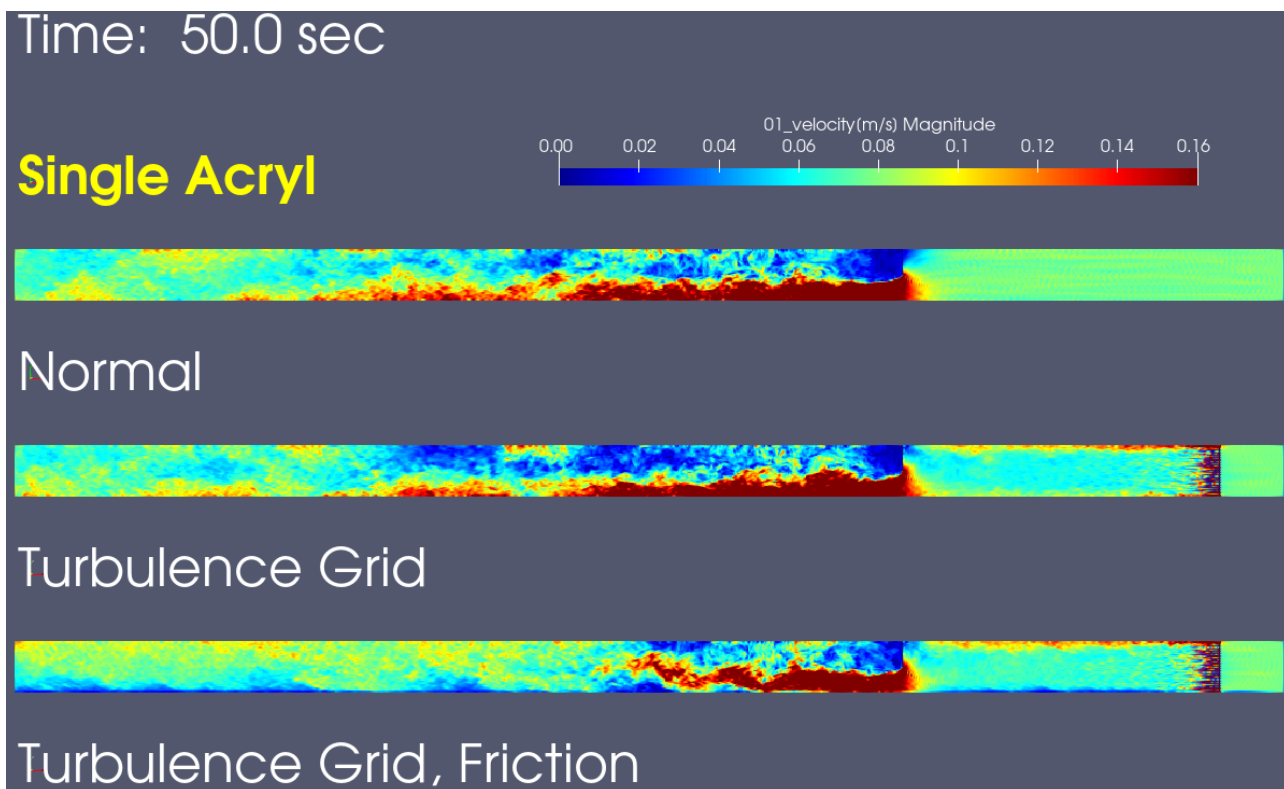 Time: 50.0 sec
01_velocity[m/s] Magnitude
0.00 0.02 0.04 0.06 0.08 0.1 0.12 0.14 0.16
Single Acryl
Normal
Turbulence Grid
Turbulence Grid, Friction